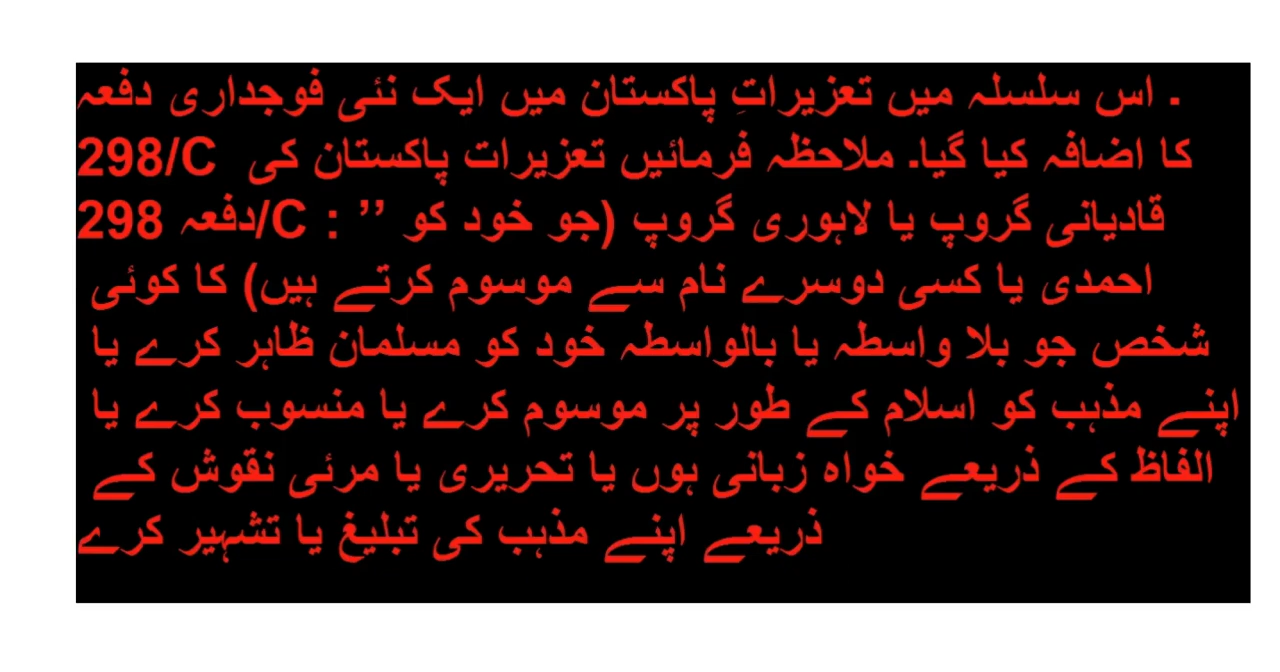 ۔ اس سلسلہ میں تعزیراتِ پاکستان میں ایک نئی فوجداری دفعہ
298/C کا اضافہ کیا گیا۔ ملاحظہ فرمائیں تعزیرات پاکستان کی
دفعہ 298/C : ’’ قادیانی گروپ یا لاہوری گروپ (جو خود کو
احمدی یا کسی دوسرے نام سے موسوم کرتے ہیں) کا کوئی
شخص جو بلا واسطہ یا بالواسطہ خود کو مسلمان ظاہر کرے یا
اپنے مذہب کو اسلام کے طور پر موسوم کرے یا منسوب کرے یا
الفاظ کے ذریعے خواہ زبانی ہوں یا تحریری یا مرئی نقوش کے
ذریعے اپنے مذہب کی تبلیغ یا تشہیر کرے